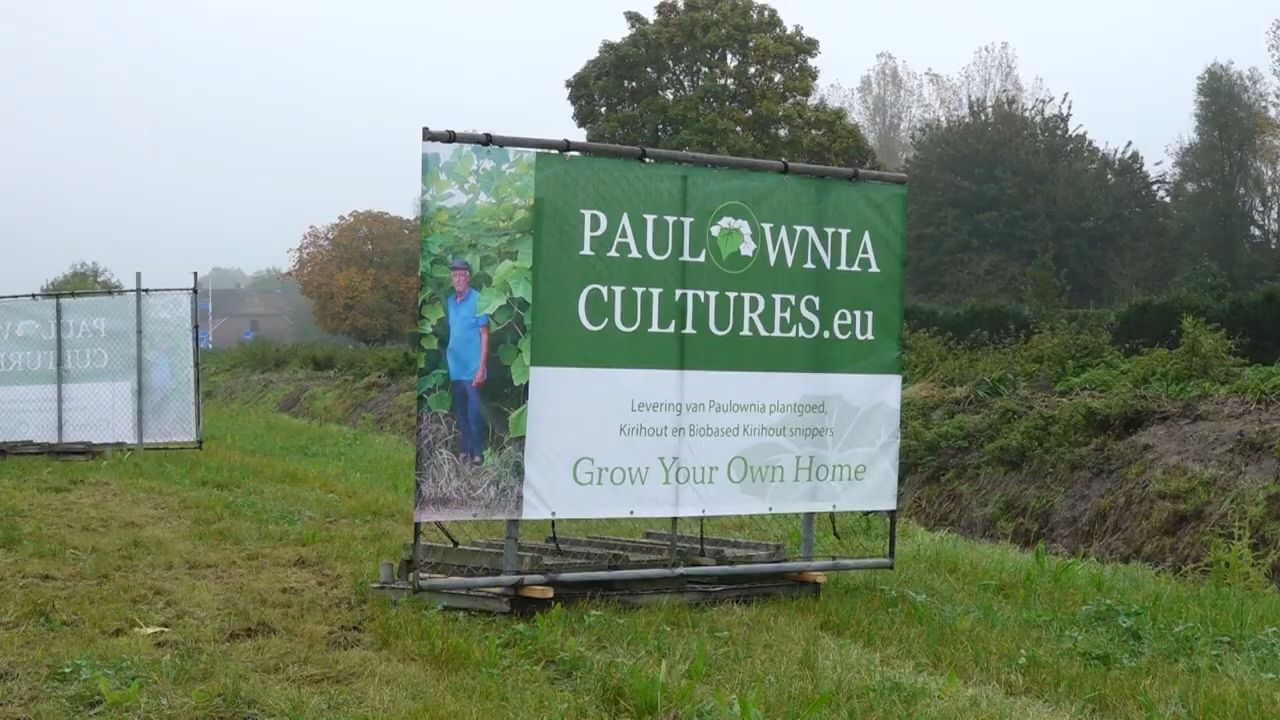 PAULOWNIA
CULTURES.eu
Levering van Paulownia plantgoed,
Kirihout en Biobased Kirihout snippers
Grow Your Own Home